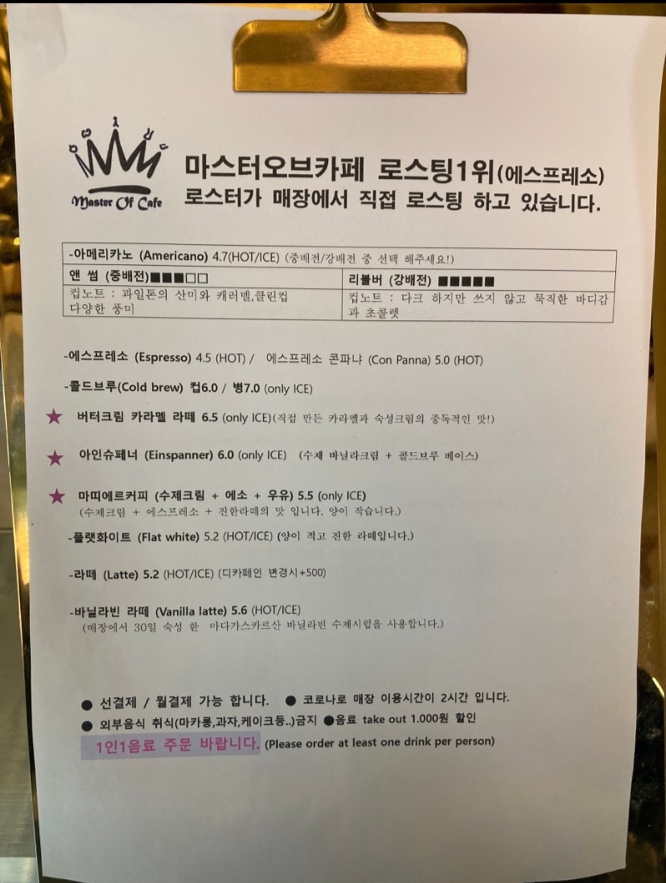 마스터오브카페 로스팅1위(에스프레소)
Master Of Cafe
로스터가 매장에서 직접 로스팅 하고 있습니다.
-아메리카노 (Americano) 4.7(HOT/ICE) (중배전/강배전 중 선택 해주세요!)
앤 썸 (중배전)■■■□□
리볼버 (강배전) ■■■■■
컵노트 : 과일톤의 산미와 캐러멜,클린컵
다양한 풍미
컵노트 : 다크 하지만 쓰지 않고 묵직한 바디감
과 초콜렛
-에스프레소 (Espresso) 4.5 (HOT) / 에스프레소 콘파냐 (Con Panna) 5.0 (HOT)
-콜드브루(Cold brew) 컵6.0 / 병7.0 (only ICE)
★ 버터크림 카라멜 라떼 6.5 (only ICE)(직접 만든 카라멜과 숙성크림의 중독적인 맛!)
★ 아인슈페너 (Einspanner) 6.0 (only ICE) (수제 바닐라크림 + 콜드브루 베이스)
★ 마띠에르커피 (수제크림 + 에소 + 우유) 5.5 (only ICE)
(수제크림 + 에스프레소 + 진한라떼의 맛 입니다. 양이 작습니다.)
-플랫화이트 (Flat white) 5.2 (HOT/ICE) (양이 적고 진한 라떼입니다.)
-라떼 (Latte) 5.2 (HOT/ICE) (디카페인 변경시+500)
-바닐라빈 라떼 (Vanilla latte) 5.6 (HOT/ICE)
(매장에서 30일 숙성 한 마다가스카르산 바닐라빈 수제시럽을 사용합니다.)
● 선결제 / 월결제 가능 합니다. ● 코로나로 매장 이용시간이 2시간 입니다.
● 외부음식 취식(마카롱,과자,케이크등..)금지 ●음료 take out 1.000원 할인
1인1음료 주문 바랍니다. (Please order at least one drink per person)